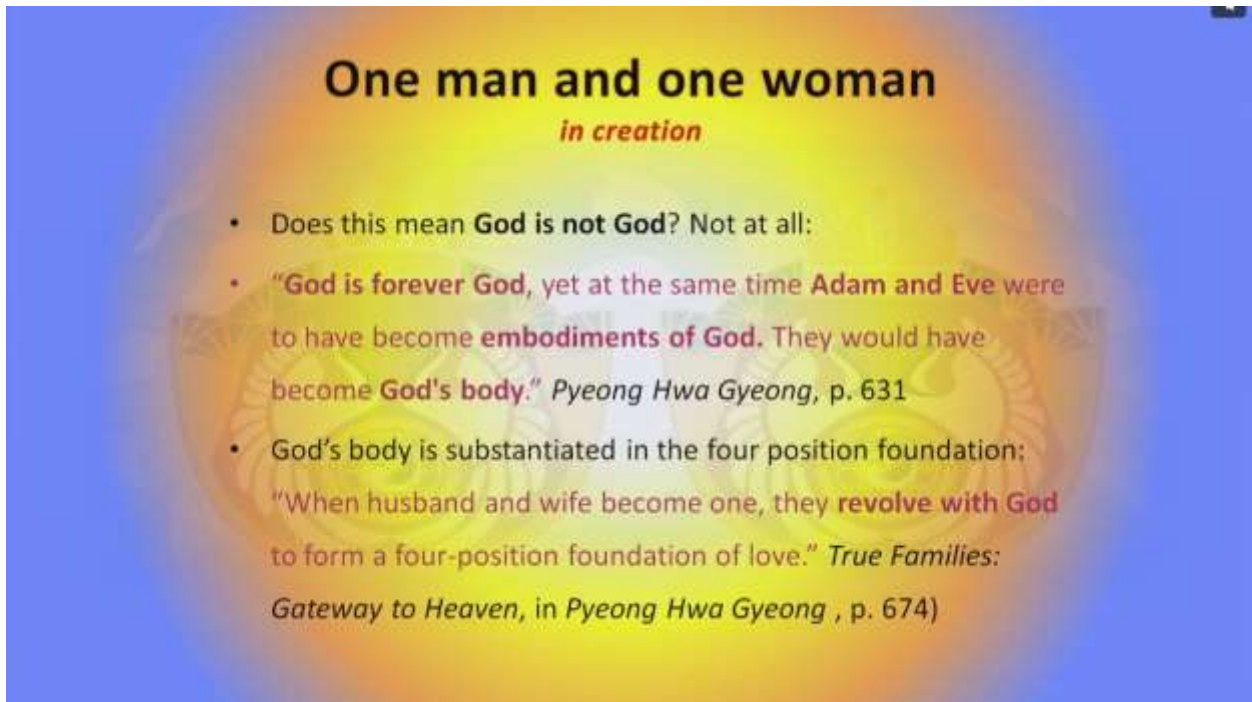 One man and one woman
in creation
• Does this mean God is not God? Not at all:
• “God is forever God, yet at the same time Adam and Eve were
to have become embodiments of God. They would have
become God's body.” Pyeong Hwa Gyeong, p. 631
• God’s body is substantiated in the four position foundation:
“When husband and wife become one, they revolve with God
to form a four-position foundation of love.” True Families:
Gateway to Heaven, in Pyeong Hwa Gyeong , p. 674)